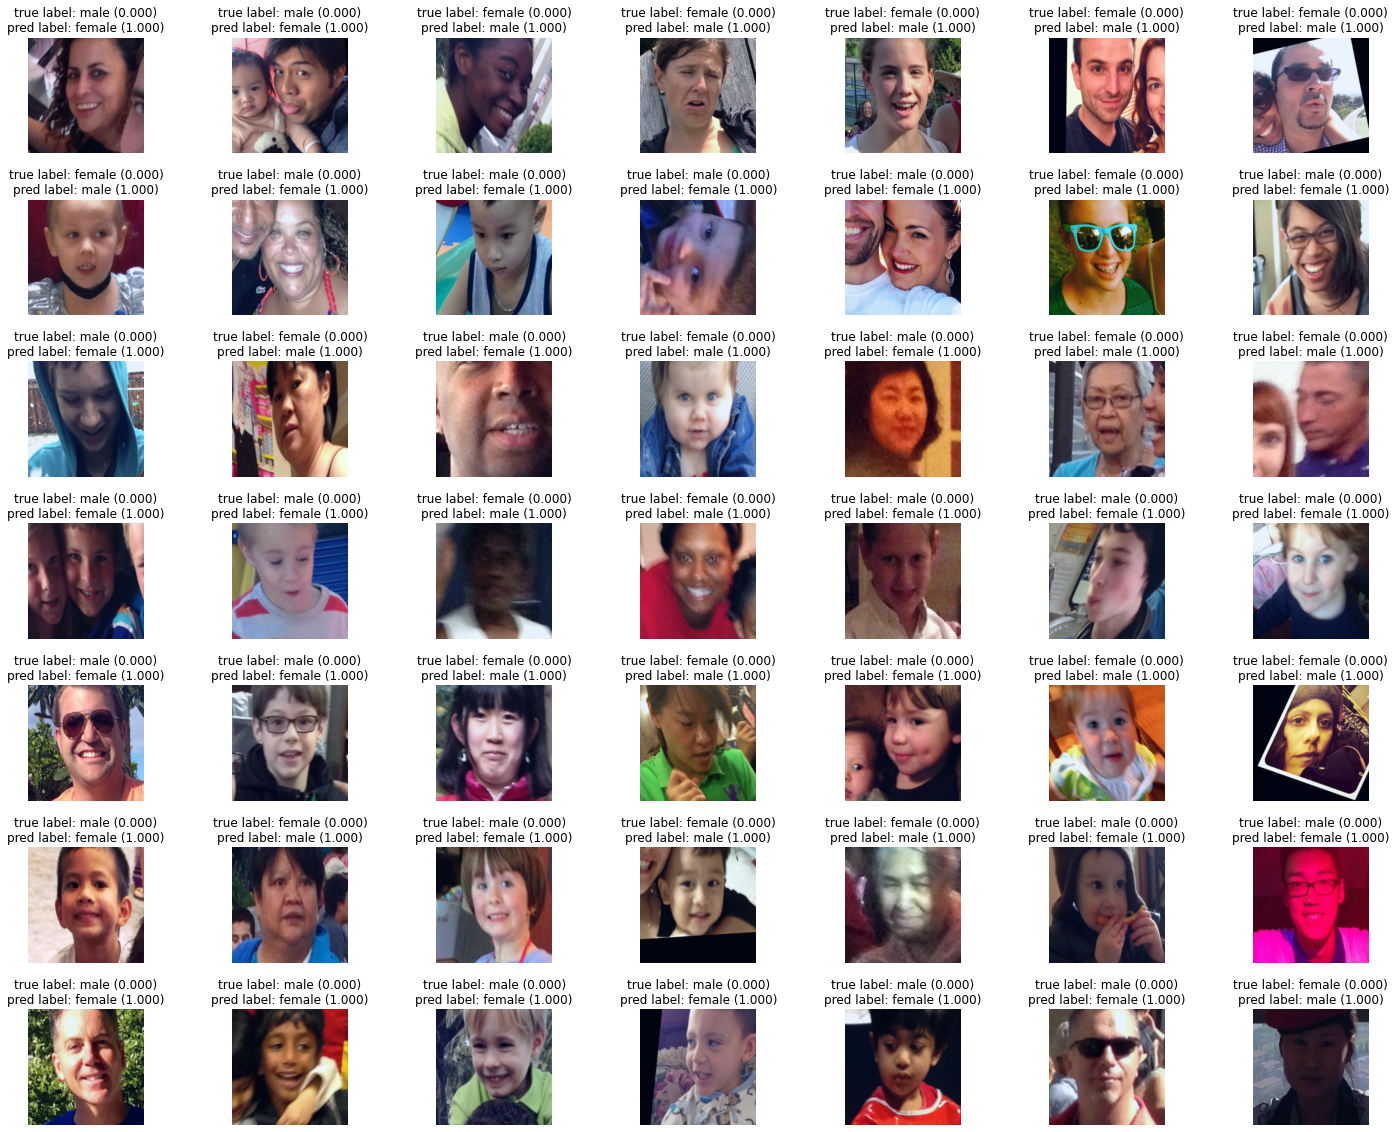 true label: male (0.000)
pred label: female (1.000)
true label: male (0.000)
pred label: female (1.000)
true label: female (0.000)
pred label: male (1.000)
true label: female (0.000)
pred label: male (1.000)
true label: female (0.000)
pred label: male (1.000)
true label: female (0.000)
pred label: male (1.000)
true label: female (0.000)
pred label: male (1.000)
true label: female (0.000)
pred label: male (1.000)
true label: male (0.000)
pred label: female (1.000)
true label: male (0.000)
pred label: female (1.000)
true label: male (0.000)
pred label: female (1.000)
true label: male (0.000)
pred label: female (1.000)
true label: female (0.000)
pred label: male (1.000)
true label: male (0.000)
pred label: female (1.000)
true label: male (0.000)
pred label: female (1.000)
true label: female (0.000)
pred label: male (1.000)
true label: male (0.000)
pred label: female (1.000)
true label: female (0.000)
pred label: male (1.000)
true label: male (0.000)
pred label: female (1.000)
true label: female (0.000)
pred label: male (1.000)
true label: female (0.000)
pred label: male (1.000)
true label: male (0.000)
pred label: female (1.000)
true label: male (0.000)
pred label: female (1.000)
true label: female (0.000)
pred label: male (1.000)
true label: female (0.000)
pred label: male (1.000)
true label: male (0.000)
pred label: female (1.000)
true label: male (0.000)
pred label: female (1.000)
true label: male (0.000)
pred label: female (1.000)
true label: male (0.000)
pred label: female (1.000)
true label: male (0.000)
pred label: female (1.000)
true label: female (0.000)
pred label: male (1.000)
true label: female (0.000)
pred label: male (1.000)
true label: male (0.000)
pred label: female (1.000)
true label: female (0.000)
pred label: male (1.000)
true label: female (0.000)
pred label: male (1.000)
true label: male (0.000)
pred label: female (1.000)
true label: female (0.000)
pred label: male (1.000)
true label: male (0.000)
pred label: female (1.000)
true label: female (0.000)
pred label: male (1.000)
true label: female (0.000)
pred label: male (1.000)
true label: male (0.000)
pred label: female (1.000)
true label: male (0.000)
pred label: female (1.000)
true label: male (0.000)
pred label: female (1.000)
true label: male (0.000)
pred label: female (1.000)
true label: male (0.000)
pred label: female (1.000)
true label: male (0.000)
pred label: female (1.000)
true label: male (0.000)
pred label: female (1.000)
true label: male (0.000)
pred label: female (1.000)
true label: female (0.000)
pred label: male (1.000)